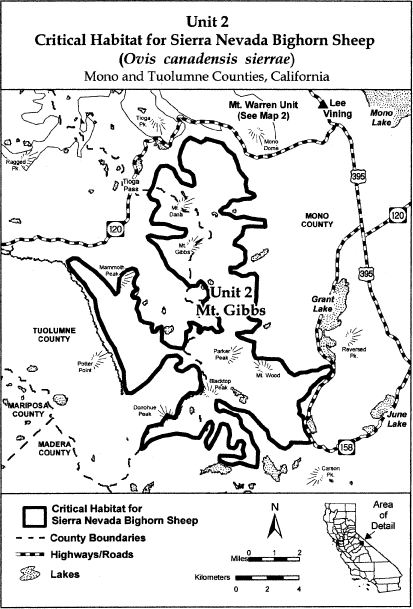 Unit 2
Critical Habitat for Sierra Nevada Bighorn Sheep
(Ovis canadensis sierrae)
Mono and Tuolumne Counties, California
Mt. Warren Unit
(See Map 2)
Lee
Vining
Mono
Lake
Tioga
Pk.
Mono
Dome
Ragged
Pk.
Tioga
Pass
395
Mt.
Dana
MONO
COUNTY
120
120
Mt.
Gibbs
Mammoth
Peak
395
Unit 2
Mt. Gibbs
Grant
Lake
TUOLUMNE
COUNTY
Parker
Peak
Reversed
Pk.
Potter
Point
Mt. Wood
Blacktop
Peak
MARIPOSA
COUNTY
Donohue
Peak
June
Lake
MADERA
COUNTY
158
Carson
Pk.
Critical Habitat for
Sierra Nevada Bighorn Sheep
County Boundaries
Highways/Roads
Lakes
N
Miles
0 1 2
Kilometers
0 2 4
Area
of
Detail